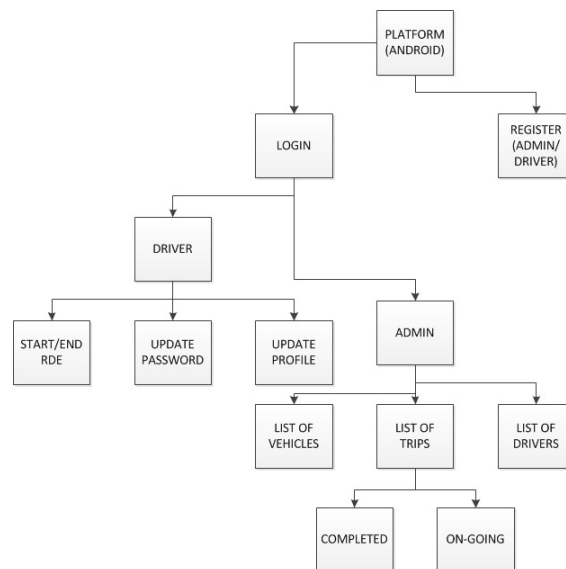 PLATFORM
(ANDROID)
LOGIN
REGISTER
(ADMIN/
DRIVER)
DRIVER
ADMIN
START/END
RDE
UPDATE
PASSWORD
UPDATE
PROFILE
LIST OF
VEHICLES
LIST OF
TRIPS
LIST OF
DRIVERS
COMPLETED
ON-GOING